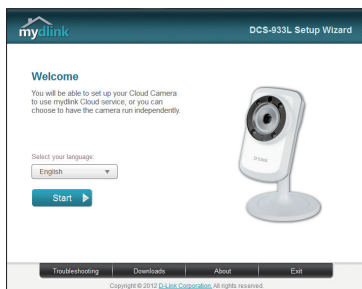 mydlink
DCS-933L Setup Wizard
Welcome
You will be able to set up your Cloud Camera
to use mydlink Cloud service, or you can
choose to have the camera run independently.
Select your language:
English
Start
D-Link
Troubleshooting
Downloads
About
Exit
Copyright © 2012 D-Link Corporation. All rights reserved.